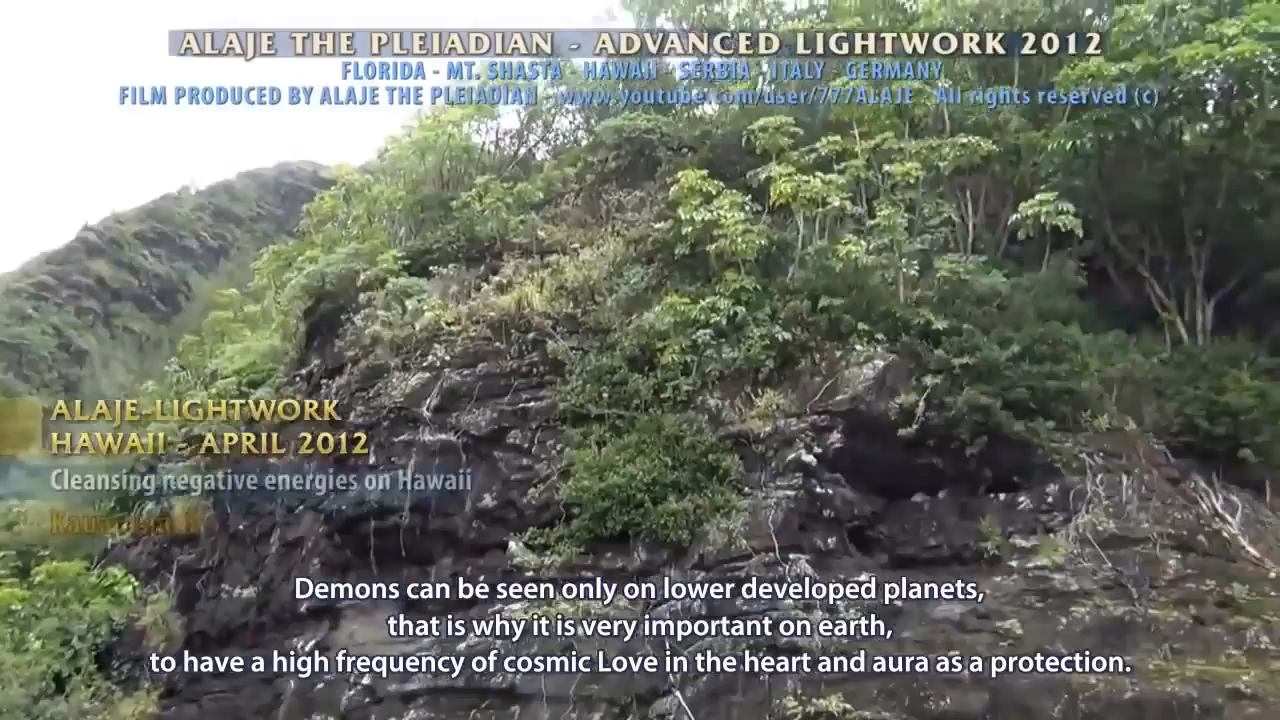 ALAJE THE PLEIADIAN - ADVANCED LIGHTWORK 2012
FLORIDA - MT. SHASTA - HAWAII - SERBIA - ITALY - GERMANY
FILM PRODUCED BY ALAJE THE PLEIADIAN - www.youtube.com/user/777ALAJE - All rights reserved (c)
ALAJE-LIGHTWORK
HAWAII - APRIL 2012
Cleansing negative energies on Hawaii
Demons can be seen only on lower developed planets,
that is why it is very important on earth,
to have a high frequency of cosmic Love in the heart and aura as a protection.